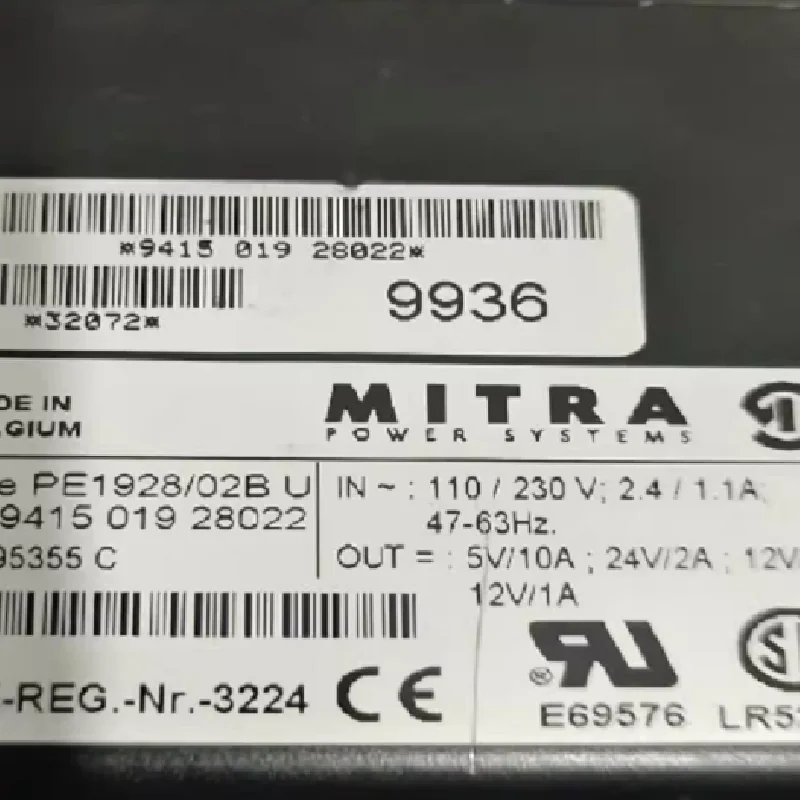 *9415 019 28022*
*32072*
9936
DE IN
GIUM
MITRA
POWER SYSTEMS
e PE1928/02B U
9415 019 28022
95355 C
IN ~ : 110 / 230 V; 2.4 / 1.1A
47-63Hz.
OUT = : 5V/10A ; 24V/2A ; 12V
12V/1A
-REG.-Nr.-3224
CE
®
E69576
LR5